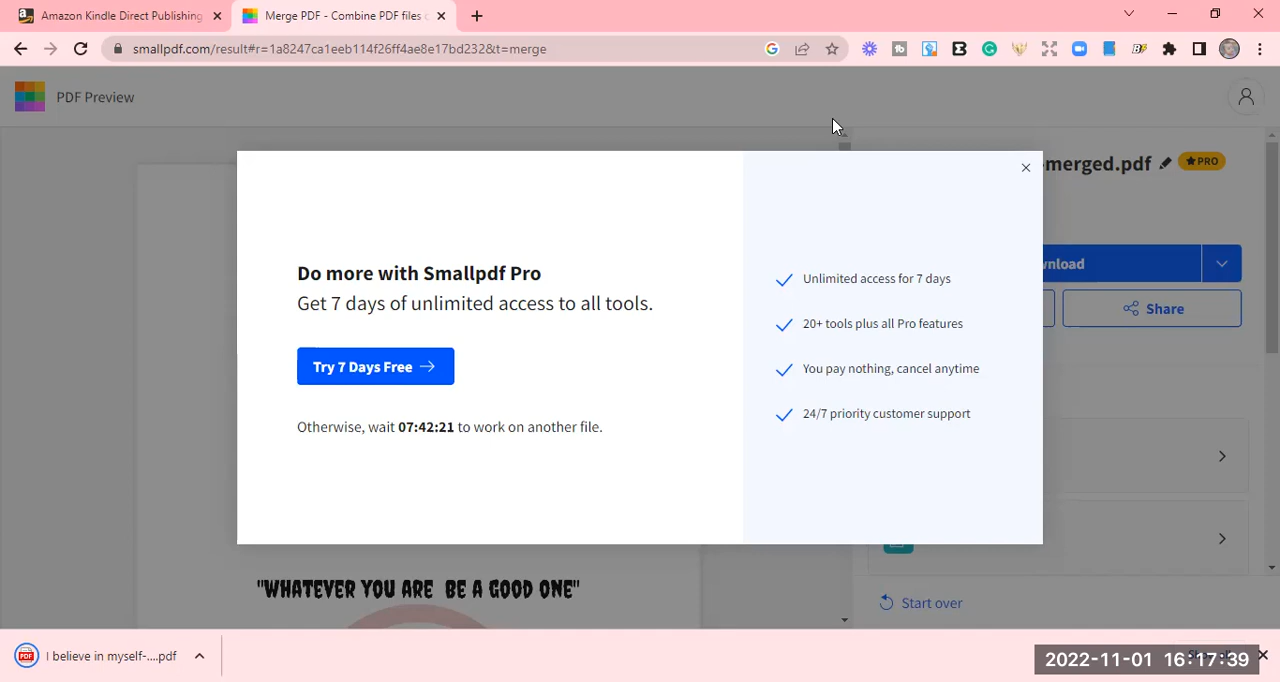 Amazon Kindle Direct Publishing
Merge PDF - Combine PDF files
smallpdf.com/result#r=1a8247ca1eeb114f26ff4ae8e17bd232&t=merge
PDF Preview
-merged.pdf
PRO
Do more with Smallpdf Pro
Get 7 days of unlimited access to all tools.
Try 7 Days Free
Otherwise, wait 07:42:21 to work on another file.
Unlimited access for 7 days
20+ tools plus all Pro features
You pay nothing, cancel anytime
24/7 priority customer support
wnload
Share
"WHATEVER YOU ARE BE A GOOD ONE"
Start over
I believe in myself-....pdf
2022-11-01 16:17:39